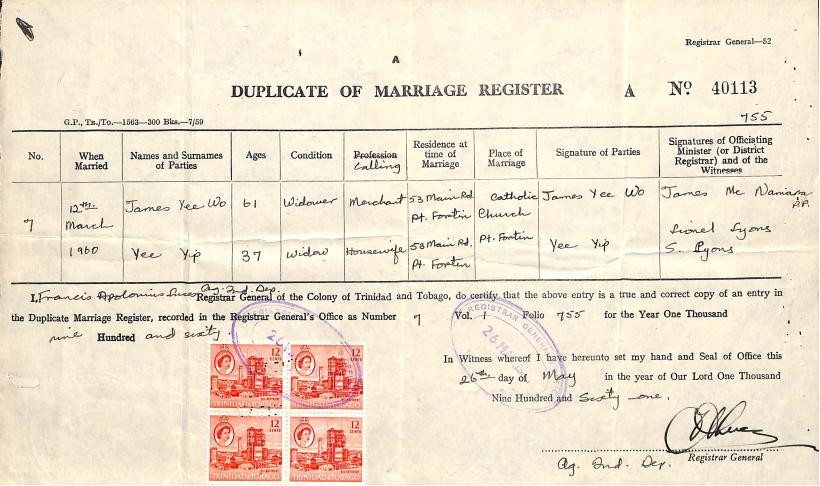 Registrar General—52
A
DUPLICATE OF MARRIAGE REGISTER A Nº 40113
G.P., TR./TO.—1563—300 Bks.—7/59
755
No. When Married Names and Surnames of Parties Ages Condition Profession Calling Residence at time of Marriage Place of Marriage Signature of Parties Signatures of Officiating Minister (or District Registrar) and of the Witnesses
7 12th March 1960
James Yee Wo 61 Widower Merchant 53 Main Rd. Pt. Fortin Catholic Church Pt. Fortin James Yee Wo James Mc Namara P.P.
Yee Yip 37 Widow Housewife 53 Main Rd. Pt. Fortin Yee Yip Lionel Lyons
S. Lyons
I, Francis Ag. 2nd. Dep. Registrar General of the Colony of Trinidad and Tobago, do certify that the above entry is a true and correct copy of an entry in
the Duplicate Marriage Register, recorded in the Registrar General's Office as Number 7 Vol. 1 Folio 755 for the Year One Thousand
nine Hundred and sixty.
In Witness whereof I have hereunto set my hand and Seal of Office this
26th day of May in the year of Our Lord One Thousand
Nine Hundred and Sixty-one.
Registrar General
Ag. 2nd. Dep.
REGISTRAR GENERAL
26 MAY
12 CENTS
TRINIDAD & TOBAGO
12 CENTS
TRINIDAD & TOBAGO
12 CENTS
TRINIDAD & TOBAGO
12 CENTS
TRINIDAD & TOBAGO